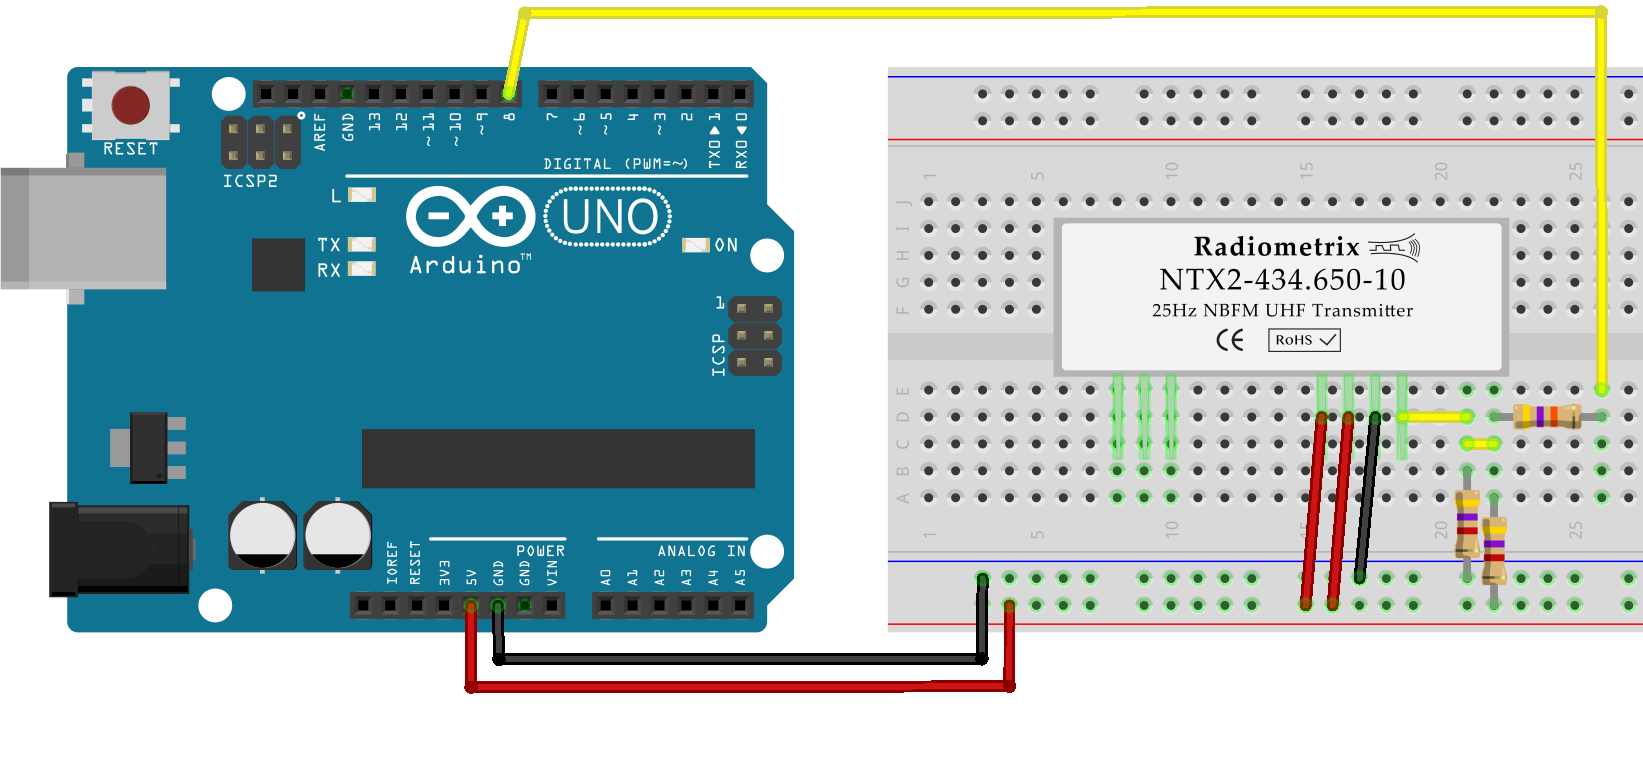 RESET
ICSP2
AREF
GND
13
12
~11
~10
~9
8
7
~6
~5
4
~3
2
TX0▶1
RX0◀0
DIGITAL (PWM=~)
L
TX
RX
UNO
ON
Arduino™
1
ICSP
IOREF
RESET
3V3
5V
GND
GND
VIN
POWER
A0
A1
A2
A3
A4
A5
ANALOG IN
1 5 10 15 20 25
J
I
H
G
F
Radiometrix
NTX2-434.650-10
25Hz NBFM UHF Transmitter
CE RoHS
E
D
C
B
A
1 5 10 15 20 25